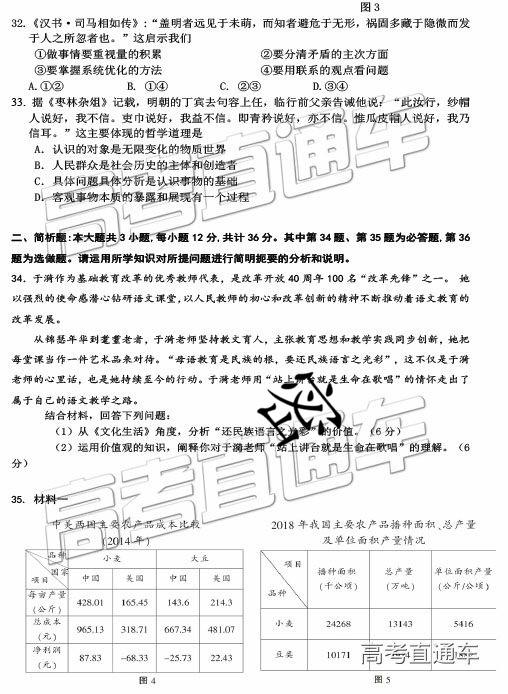 图3
32.《汉书·司马相如传》:“盖明者远见于未萌，而知者避危于无形，祸固多藏于隐微而发
于人之所忽者也。”这启示我们
①做事情要重视量的积累 ②要分清矛盾的主次方面
③要掌握系统优化的方法 ④要用联系的观点看问题
A.①② B.①④ C.②③ D.③④
33.据《枣林杂俎》记载，明朝的丁宾去句容上任，临行前父亲告诫他说：“此汝行，纱帽
人说好，我不信。吏巾说好，我益不信。即青衿说好，亦不信。惟瓜皮帽人说好，我乃
信耳。”这主要体现的哲学道理是
A.认识的对象是无限变化的物质世界
B.人民群众是社会历史的主体和创造者
C.具体问题具体分析是认识事物的基础
D.客观事物本质的暴露和展现有一个过程
二、简析题:本大题共3小题,每小题12分,共计36分。其中第34题、第35题为必答题,第36
题为选做题。请运用所学知识对所提问题进行简明扼要的分析和说明。
34.于漪作为基础教育改革的优秀教师代表，是改革开放40周年100名“改革先锋”之一。她
以强烈的使命感潜心钻研语文课堂,以人民教师的初心和改革创新的精神不断推动着语文教育的
改革发展。
从锦瑟年华到耄耋老者，于漪老师坚持教文育人，主张教育思想和教学实践同步创新，她把
每堂课当作一件艺术品来对待。“母语教育是民族的根，要还民族语言之光彩”，这不仅是于漪
老师的心里话，也是她持续至今的行动。于漪老师用“站上讲台就是生命在歌唱”的情怀走出了
属于自己的语文教学之路。
结合材料，回答下列问题：
（1）从《文化生活》角度，分析“还民族语言之光彩”的价值。（6分）
（2）运用价值观的知识，阐释你对于漪老师“站上讲台就是生命在歌唱”的理解。（6
分）
35. 材料一
中美两国主要农产品成本比较
(2014年)
品种 国家 项目 小麦 大豆
中国 美国 中国 美国
每亩产量（公斤） 428.01 165.45 143.6 214.3
总成本（元） 965.13 318.71 667.34 481.07
净利润（元） 87.83 -68.33 -25.73 22.43
图4
2018年我国主要农产品播种面积、总产量
及单位面积产量情况
项目 品种 播种面积（千公顷） 总产量（万吨） 单位面积产量（公斤/公顷）
小麦 24268 13143 5416
豆类 10171
图5
高考直通车
高考直通车
高考直通车
密